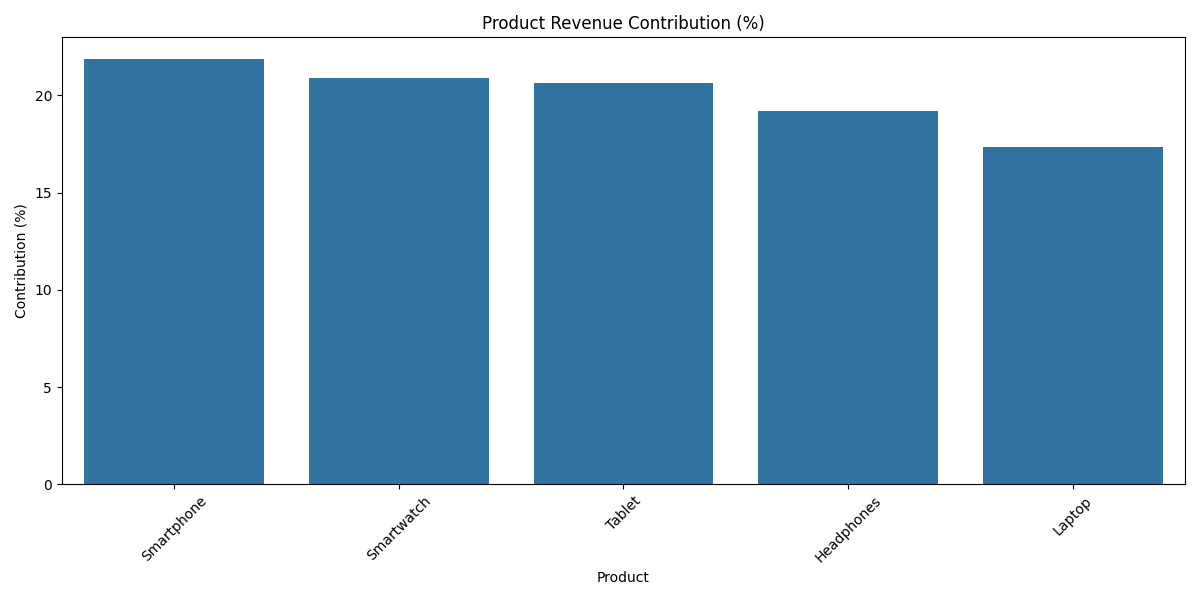 Product Revenue Contribution (%)
Contribution (%)
20
15
10
5
0
Smartphone
Smartwatch
Tablet
Headphones
Laptop
Product